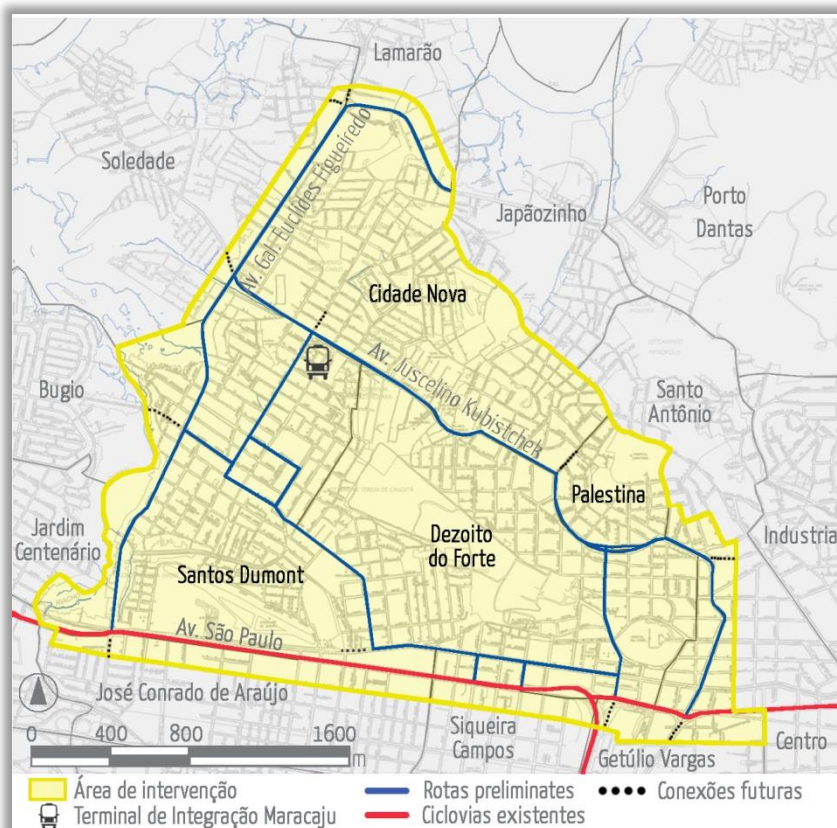 Lamarão
Soledade
Av. Gal. Euclides Figueiredo
Japãozinho
Porto
Dantas
Cidade Nova
Av. Juscelino Kubistchek
Bugio
Santo
Antônio
Palestina
Jardim
Centenário
Dezoito
do Forte
Industria
Santos Dumont
Av. São Paulo
José Conrado de Araújo
Siqueira
Campos
Getúlio Vargas
Centro
0 400 800 1600
m
Área de intervenção
Rotas preliminates
Conexões futuras
Terminal de Integração Maracaju
Ciclovias existentes